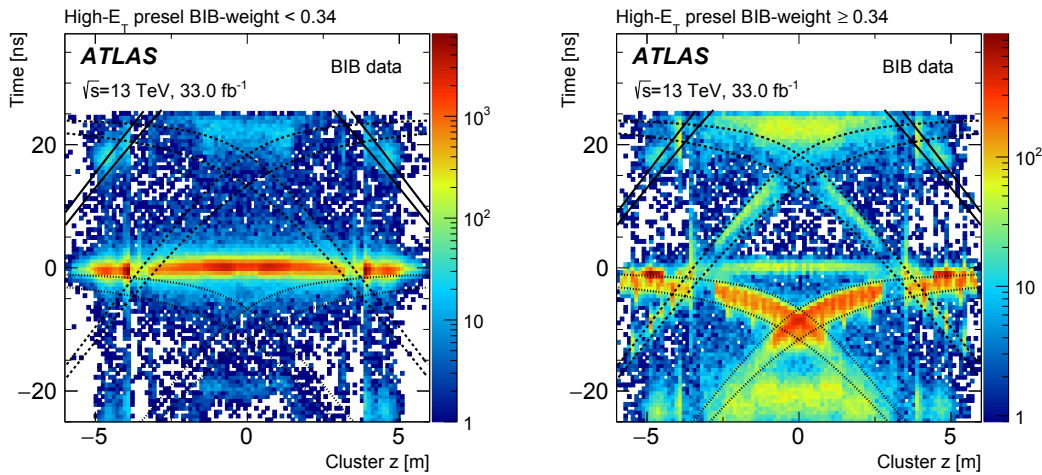 High-E_T presel BIB-weight < 0.34
Time [ns]
ATLAS
BIB data
√s=13 TeV, 33.0 fb⁻¹
20
0
−20
−5
0
5
Cluster z [m]
10³
10²
10
1
High-E_T presel BIB-weight ≥ 0.34
Time [ns]
ATLAS
BIB data
√s=13 TeV, 33.0 fb⁻¹
20
0
−20
−5
0
5
Cluster z [m]
10²
10
1